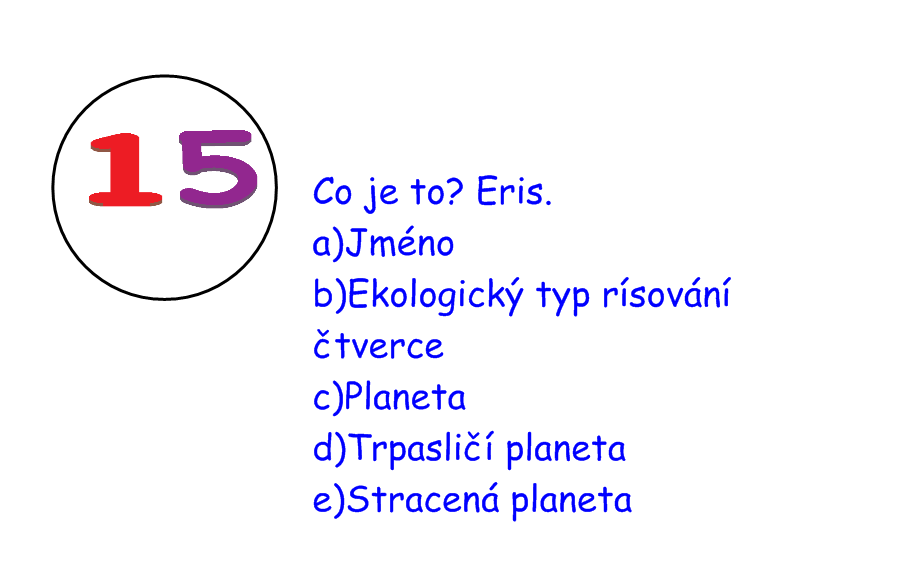 15
Co je to? Eris.
a)Jméno
b)Ekologický typ rísování
čtverce
c)Planeta
d)Trpasličí planeta
e)Stracená planeta